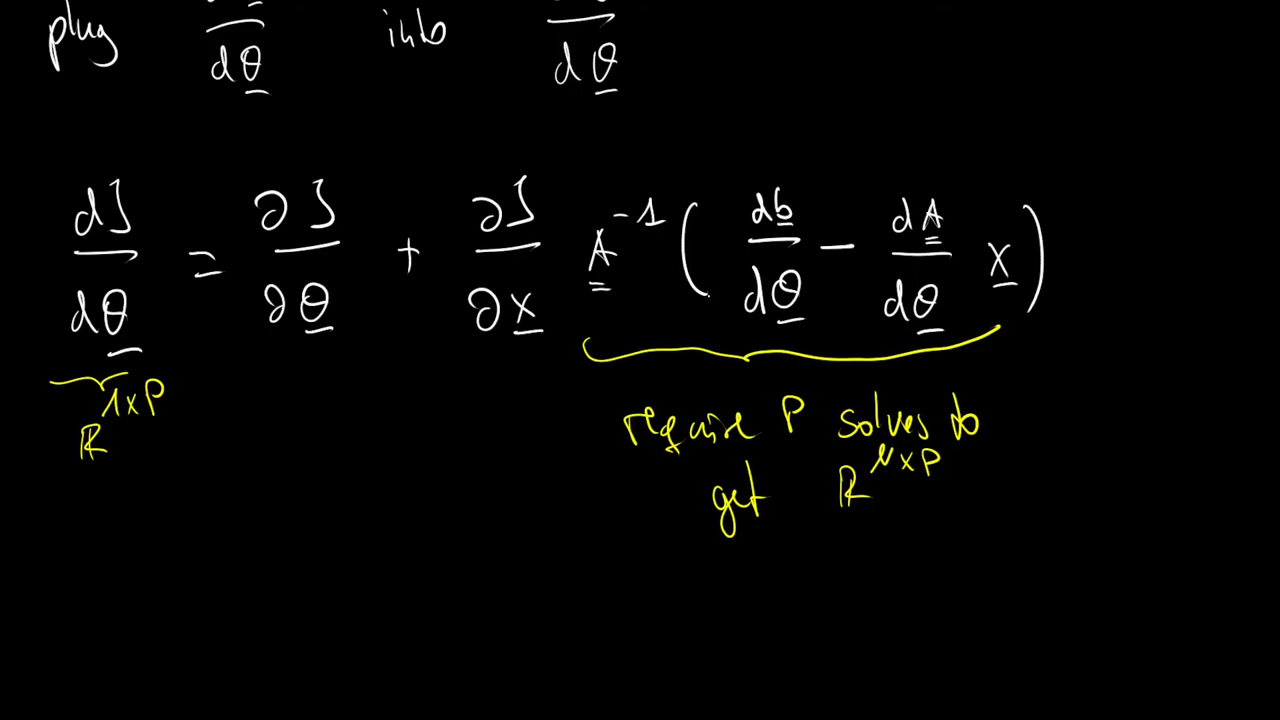 plug d/dθ into d/dθ
dJ/dθ = ∂J/∂θ + ∂J/∂x A⁻¹ ( db/dθ − dA/dθ x )
ℝ^{1×P}
require P solves to
get ℝ^{N×P}